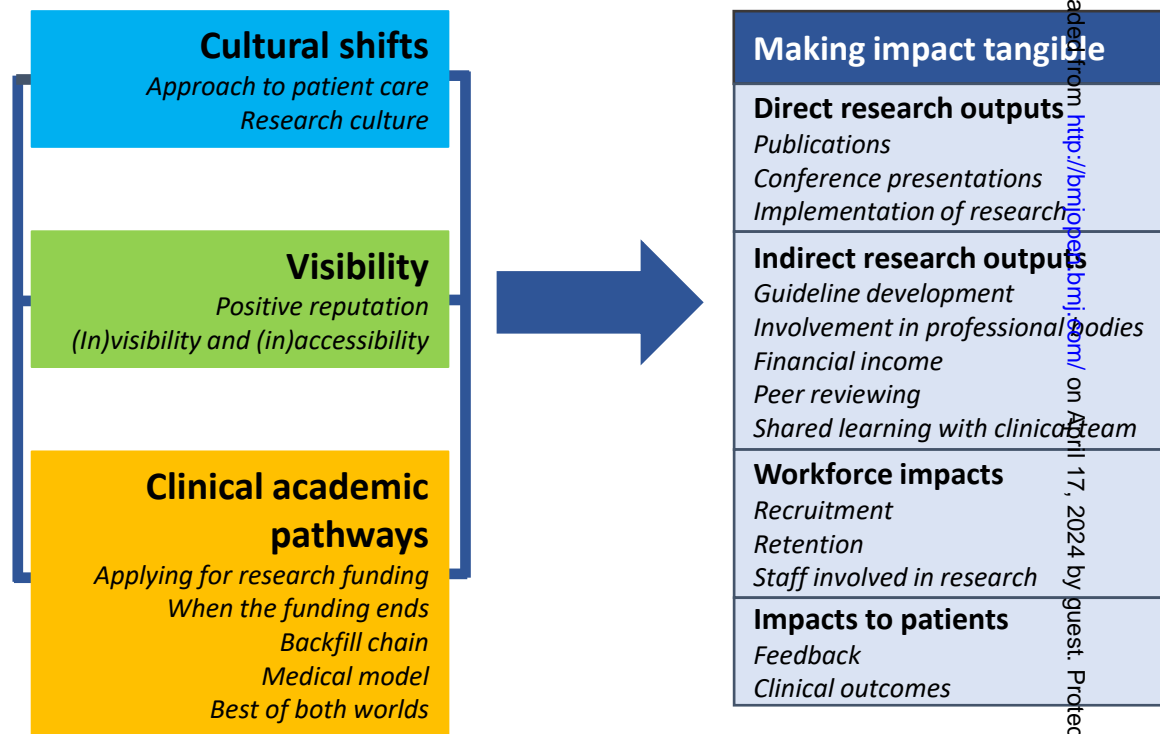 Cultural shifts
Approach to patient care
Research culture
Visibility
Positive reputation
(In)visibility and (in)accessibility
Clinical academic
pathways
Applying for research funding
When the funding ends
Backfill chain
Medical model
Best of both worlds
Making impact tangible
Direct research outputs
Publications
Conference presentations
Implementation of research
Indirect research outputs
Guideline development
Involvement in professional bodies
Financial income
Peer reviewing
Shared learning with clinical team
Workforce impacts
Recruitment
Retention
Staff involved in research
Impacts to patients
Feedback
Clinical outcomes
aded from http://bmjopen.bmj.com/ on April 17, 2024 by guest. Protec